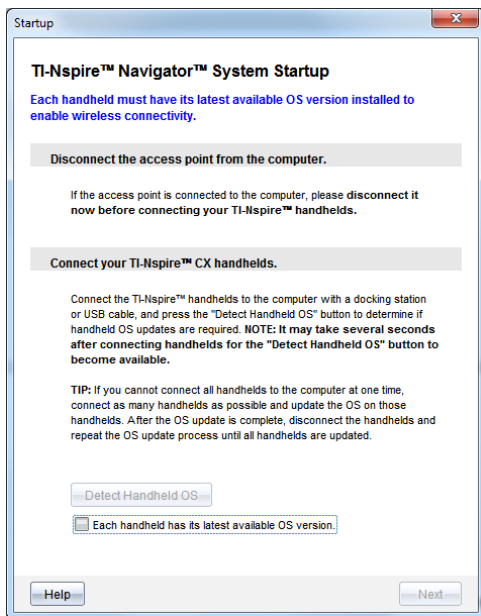 Startup
TI-Nspire™ Navigator™ System Startup
Each handheld must have its latest available OS version installed to
enable wireless connectivity.
Disconnect the access point from the computer.
If the access point is connected to the computer, please disconnect it
now before connecting your TI-Nspire™ handhelds.
Connect your TI-Nspire™ CX handhelds.
Connect the TI-Nspire™ handhelds to the computer with a docking station
or USB cable, and press the "Detect Handheld OS" button to determine if
handheld OS updates are required. NOTE: It may take several seconds
after connecting handhelds for the "Detect Handheld OS" button to
become available.
TIP: If you cannot connect all handhelds to the computer at one time,
connect as many handhelds as possible and update the OS on those
handhelds. After the OS update is complete, disconnect the handhelds and
repeat the OS update process until all handhelds are updated.
Detect Handheld OS
Each handheld has its latest available OS version.
Help
Next